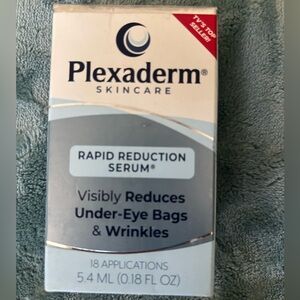 TV'S TOP
SELLER!
Plexaderm®
SKINCARE
RAPID REDUCTION
SERUM®
Visibly Reduces
Under-Eye Bags
& Wrinkles
18 APPLICATIONS
5.4 ML (0.18 FL OZ)